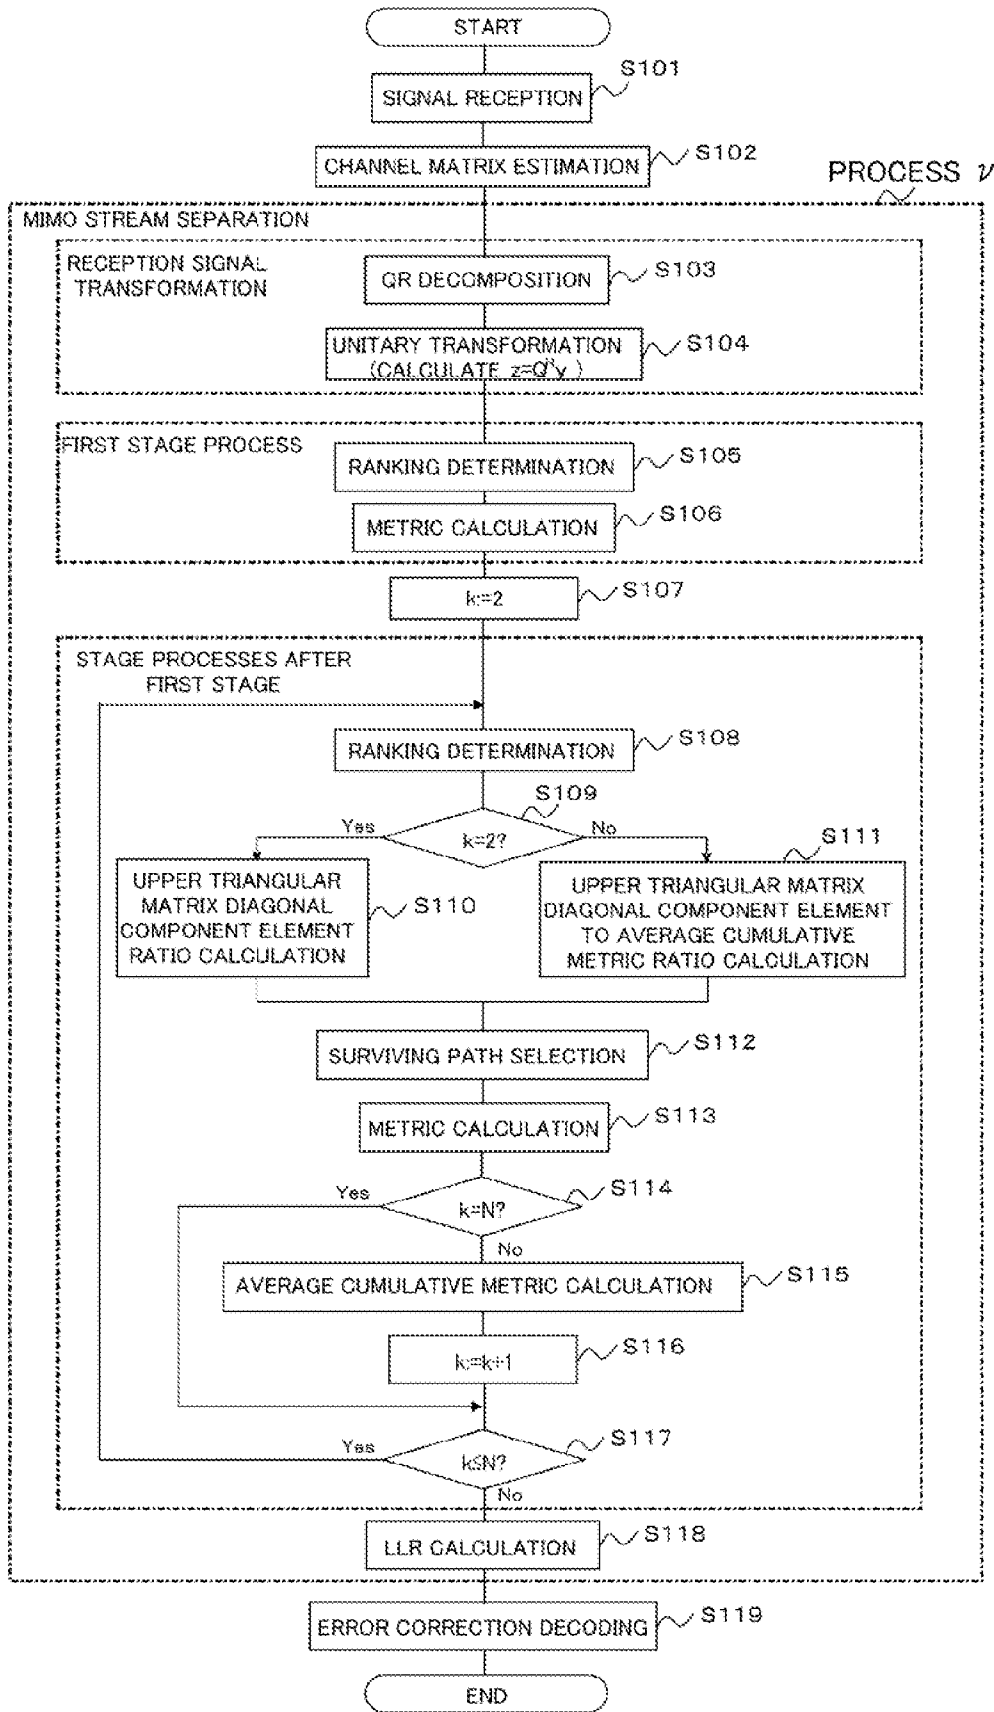 START
S101
SIGNAL RECEPTION
S102
CHANNEL MATRIX ESTIMATION
PROCESS ν
MIMO STREAM SEPARATION
RECEPTION SIGNAL
TRANSFORMATION
S103
QR DECOMPOSITION
S104
UNITARY TRANSFORMATION
(CALCULATE z=Qᴴy )
FIRST STAGE PROCESS
S105
RANKING DETERMINATION
S106
METRIC CALCULATION
S107
k:=2
STAGE PROCESSES AFTER
FIRST STAGE
S108
RANKING DETERMINATION
S109
Yes
k=2?
No
S111
UPPER TRIANGULAR
MATRIX DIAGONAL
COMPONENT ELEMENT
RATIO CALCULATION
S110
UPPER TRIANGULAR MATRIX
DIAGONAL COMPONENT ELEMENT
TO AVERAGE CUMULATIVE
METRIC RATIO CALCULATION
S112
SURVIVING PATH SELECTION
S113
METRIC CALCULATION
S114
Yes
k=N?
No
S115
AVERAGE CUMULATIVE METRIC CALCULATION
S116
k:=k+1
S117
Yes
k≤N?
No
S118
LLR CALCULATION
S119
ERROR CORRECTION DECODING
END